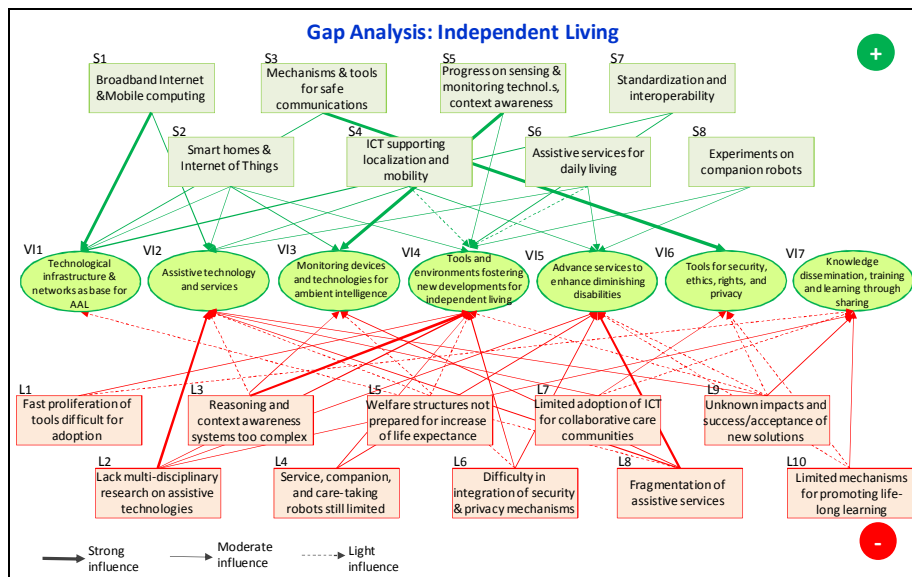 Gap Analysis: Independent Living
+
S1
Broadband Internet
&Mobile computing
S3
Mechanisms & tools
for safe
communications
S5
Progress on sensing &
monitoring technol.s,
context awareness
S7
Standardization and
interoperability
S2
Smart homes &
Internet of Things
S4
ICT supporting
localization and
mobility
S6
Assistive services for
daily living
S8
Experiments on
companion robots
VI1
Technological
infrastructure &
networks as base for
AAL
VI2
Assistive technology
and services
VI3
Monitoring devices
and technologies for
ambient intelligence
VI4
Tools and
environments fostering
new developments for
independent living
VI5
Advance services to
enhance diminishing
disabilities
VI6
Tools for security,
ethics, rights, and
privacy
VI7
Knowledge
dissemination, training
and learning through
sharing
L1
Fast proliferation of
tools difficult for
adoption
L3
Reasoning and
context awareness
systems too complex
L5
Welfare structures not
prepared for increase
of life expectance
L7
Limited adoption of ICT
for collaborative care
communities
L9
Unknown impacts and
success/acceptance of
new solutions
L2
Lack multi-disciplinary
research on assistive
technologies
L4
Service, companion,
and care-taking
robots still limited
L6
Difficulty in
integration of security
& privacy mechanisms
L8
Fragmentation of
assistive services
L10
Limited mechanisms
for promoting life-
long learning
-
Strong
influence
Moderate
influence
Light
influence